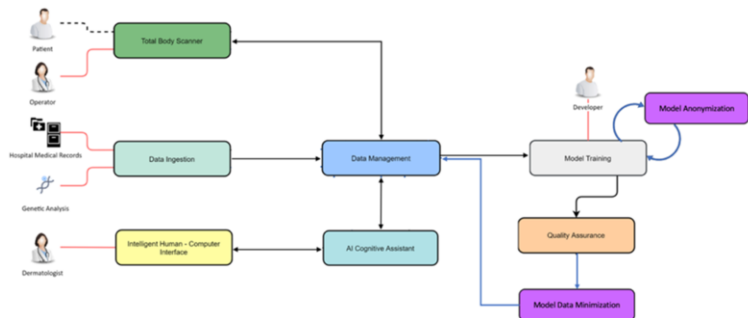 Patient
Total Body Scanner
Operator
Developer
Model Anonymization
Hospital Medical Records
Data Ingestion
Data Management
Model Training
Genetic Analysis
Intelligent Human – Computer
Interface
AI Cognitive Assistant
Quality Assurance
Dermatologist
Model Data Minimization